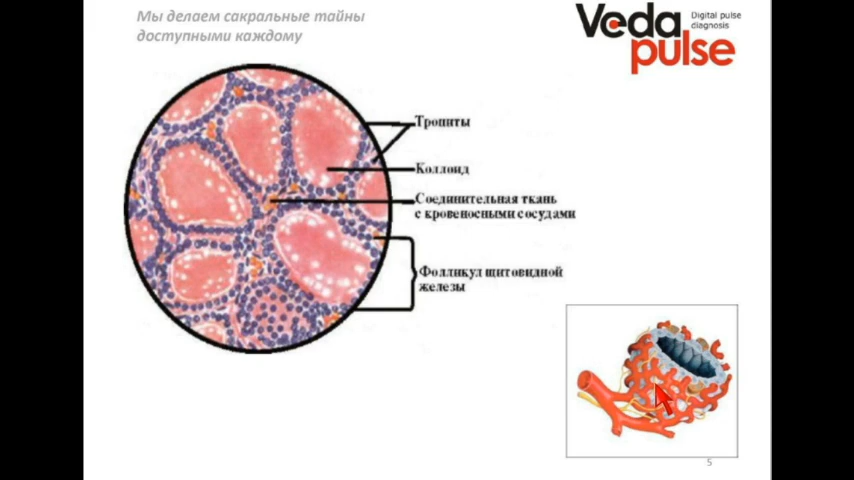 Мы делаем сакральные тайны
доступными каждому
Veda
pulse
Digital pulse
diagnosis
Тироциты
Коллоид
Соединительная ткань
с кровеносными сосудами
Фолликул щитовидной
железы
5